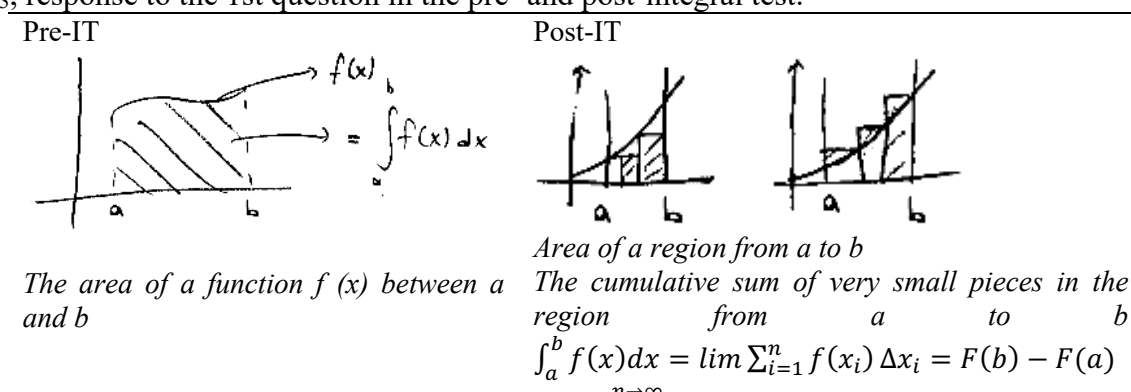 response to the 1st question in the pre- and post-integral test.
Pre-IT
f(x)
= ∫ b f(x) dx
a b
The area of a function f (x) between a
and b
Post-IT
a b
a b
Area of a region from a to b
The cumulative sum of very small pieces in the
region from a to b
∫_a^b f(x)dx = lim ∑_{i=1}^n f(x_i) Δx_i = F(b) − F(a)
n→∞